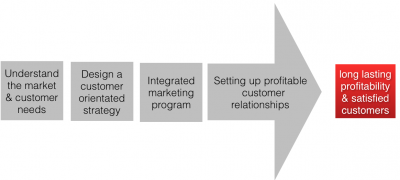 Understand
the market
& customer
needs
Design a
customer
orientated
strategy
Integrated
marketing
program
Setting up profitable
customer
relationships
long lasting
profitability
& satisfied
customers